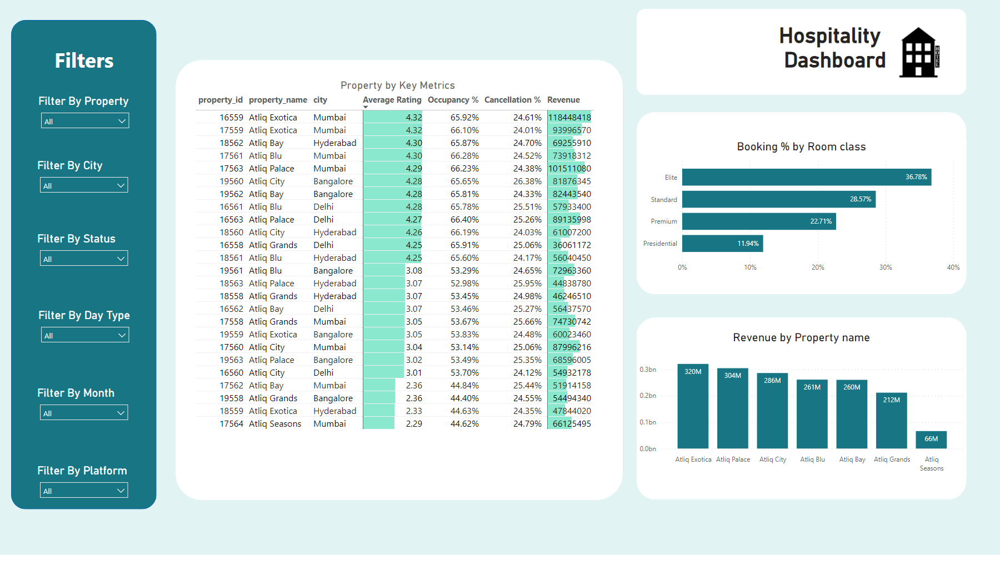 Filters
Filter By Property
All
Filter By City
All
Filter By Status
All
Filter By Day Type
All
Filter By Month
All
Filter By Platform
All
Property by Key Metrics
property_id property_name city Average Rating Occupancy % Cancellation % Revenue
16559 Atliq Exotica Mumbai 4.32 65.92% 24.61% 118448418
17559 Atliq Exotica Mumbai 4.32 66.10% 24.01% 93996570
18562 Atliq Bay Hyderabad 4.30 65.87% 24.70% 69255910
17561 Atliq Blu Mumbai 4.30 66.28% 24.52% 73918312
17563 Atliq Palace Mumbai 4.29 66.23% 24.38% 101511080
19560 Atliq City Bangalore 4.28 65.65% 26.38% 81876345
19562 Atliq Bay Bangalore 4.28 65.81% 24.33% 82443540
16561 Atliq Blu Delhi 4.28 65.78% 25.51% 57933400
16563 Atliq Palace Delhi 4.27 66.40% 25.26% 89135998
18560 Atliq City Hyderabad 4.26 66.19% 24.03% 61007200
16558 Atliq Grands Delhi 4.25 65.91% 25.06% 36061172
18561 Atliq Blu Hyderabad 4.25 65.60% 24.17% 56040450
19561 Atliq Blu Bangalore 3.08 53.29% 24.65% 72963360
18563 Atliq Palace Hyderabad 3.07 52.98% 25.95% 44838780
18558 Atliq Grands Hyderabad 3.07 53.45% 24.98% 46246510
16562 Atliq Bay Delhi 3.07 53.46% 25.27% 56437570
17558 Atliq Grands Mumbai 3.05 53.67% 25.66% 74730742
19559 Atliq Exotica Bangalore 3.05 53.83% 24.48% 60023460
17560 Atliq City Mumbai 3.04 53.14% 25.06% 87996216
19563 Atliq Palace Bangalore 3.02 53.49% 25.35% 68596005
16560 Atliq City Delhi 3.01 53.70% 24.12% 54932178
17562 Atliq Bay Mumbai 2.36 44.84% 25.44% 51914158
19558 Atliq Grands Bangalore 2.36 44.40% 24.55% 54494340
18559 Atliq Exotica Hyderabad 2.33 44.63% 24.35% 47844020
17564 Atliq Seasons Mumbai 2.29 44.62% 24.79% 66125495
Hospitality
Dashboard
HOTEL
Booking % by Room class
Elite 36.78%
Standard 28.57%
Premium 22.71%
Presidential 11.94%
0% 10% 20% 30% 40%
Revenue by Property name
0.3bn
0.2bn
0.1bn
0.0bn
320M 304M 286M 261M 260M 212M 66M
Atliq Exotica Atliq Palace Atliq City Atliq Blu Atliq Bay Atliq Grands Atliq
Seasons